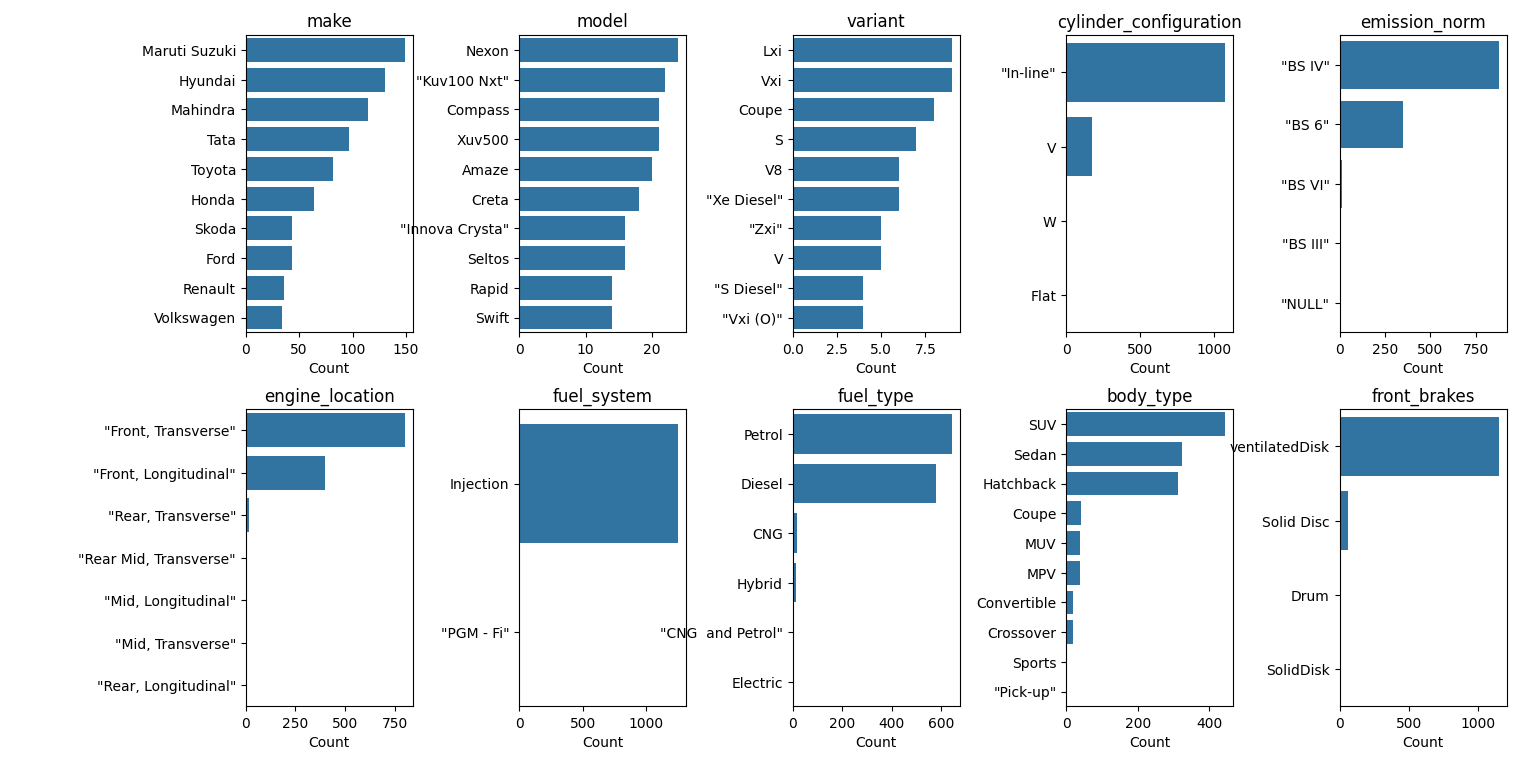 make
Maruti Suzuki
Hyundai
Mahindra
Tata
Toyota
Honda
Skoda
Ford
Renault
Volkswagen
0 50 100 150
Count
model
Nexon
"Kuv100 Nxt"
Compass
Xuv500
Amaze
Creta
"Innova Crysta"
Seltos
Rapid
Swift
0 10 20
Count
variant
Lxi
Vxi
Coupe
S
V8
"Xe Diesel"
"Zxi"
V
"S Diesel"
"Vxi (O)"
0.0 2.5 5.0 7.5
Count
cylinder_configuration
"In-line"
V
W
Flat
0 500 1000
Count
emission_norm
"BS IV"
"BS 6"
"BS VI"
"BS III"
"NULL"
0 250 500 750
Count
engine_location
"Front, Transverse"
"Front, Longitudinal"
"Rear, Transverse"
"Rear Mid, Transverse"
"Mid, Longitudinal"
"Mid, Transverse"
"Rear, Longitudinal"
0 250 500 750
Count
fuel_system
Injection
"PGM - Fi"
0 500 1000
Count
fuel_type
Petrol
Diesel
CNG
Hybrid
"CNG  and Petrol"
Electric
0 200 400 600
Count
body_type
SUV
Sedan
Hatchback
Coupe
MUV
MPV
Convertible
Crossover
Sports
"Pick-up"
0 200 400
Count
front_brakes
ventilatedDisk
Solid Disc
Drum
SolidDisk
0 500 1000
Count